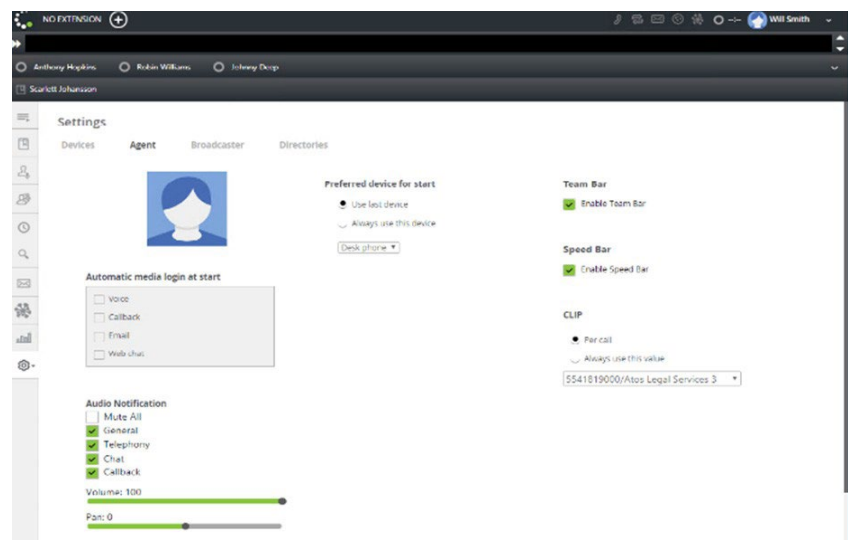 NO EXTENSION
Will Smith
Anthony Hopkins Robin Williams Johnny Deep
Scarlett Johansson
Settings
Devices Agent Broadcaster Directories
Preferred device for start
Use last device
Always use this device
Desk phone
Team Bar
Enable Team Bar
Speed Bar
Enable Speed Bar
Automatic media login at start
Voice
Callback
Email
Web chat
CLIP
Per call
Always use this value
5541819000/Atos Legal Services 3
Audio Notification
Mute All
General
Telephony
Chat
Callback
Volume: 100
Pan: 0